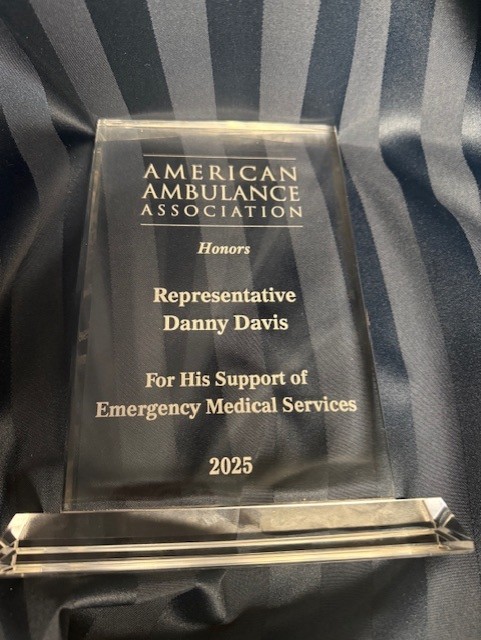 AMERICAN
AMBULANCE
ASSOCIATION
Honors
Representative
Danny Davis
For His Support of
Emergency Medical Services
2025